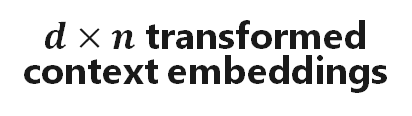 d × n transformed
context embeddings